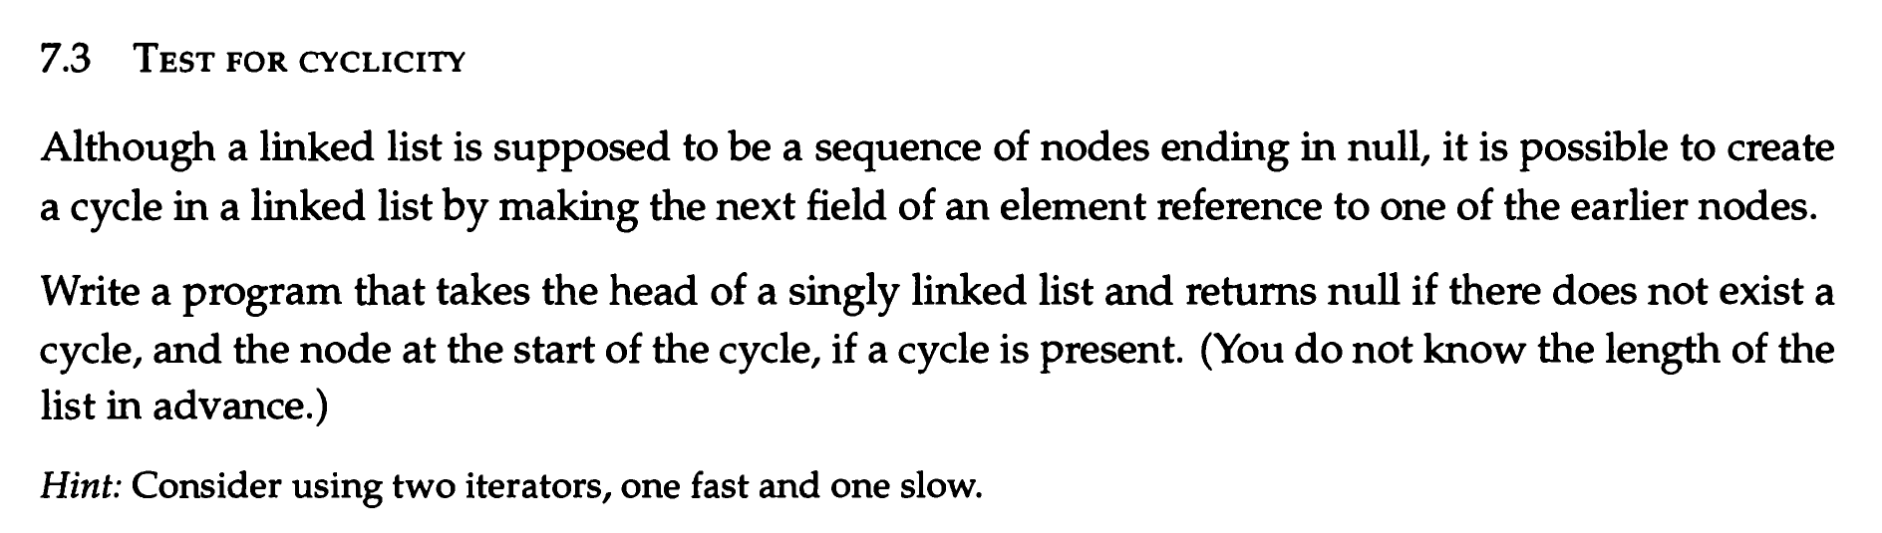 7.3 TEST FOR CYCLICITY
Although a linked list is supposed to be a sequence of nodes ending in null, it is possible to create
a cycle in a linked list by making the next field of an element reference to one of the earlier nodes.
Write a program that takes the head of a singly linked list and returns null if there does not exist a
cycle, and the node at the start of the cycle, if a cycle is present. (You do not know the length of the
list in advance.)
Hint: Consider using two iterators, one fast and one slow.